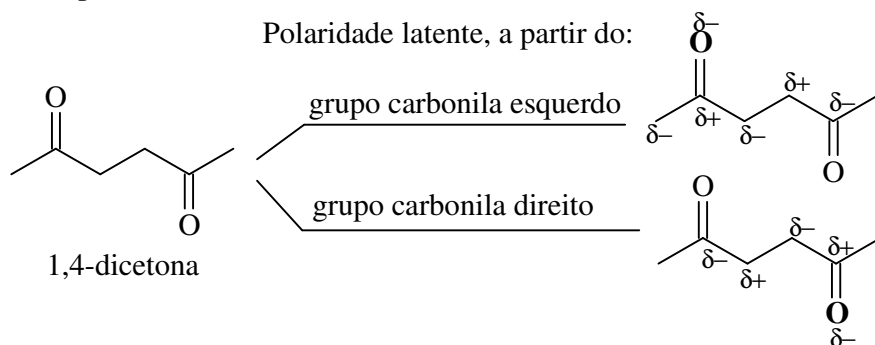 Polaridade latente, a partir do:
δ−
O
O
δ+
grupo carbonila esquerdo
δ−
δ−
δ+
δ−
O
O
O
grupo carbonila direito
δ−
δ+
1,4-dicetona
δ−
δ+
O
δ−